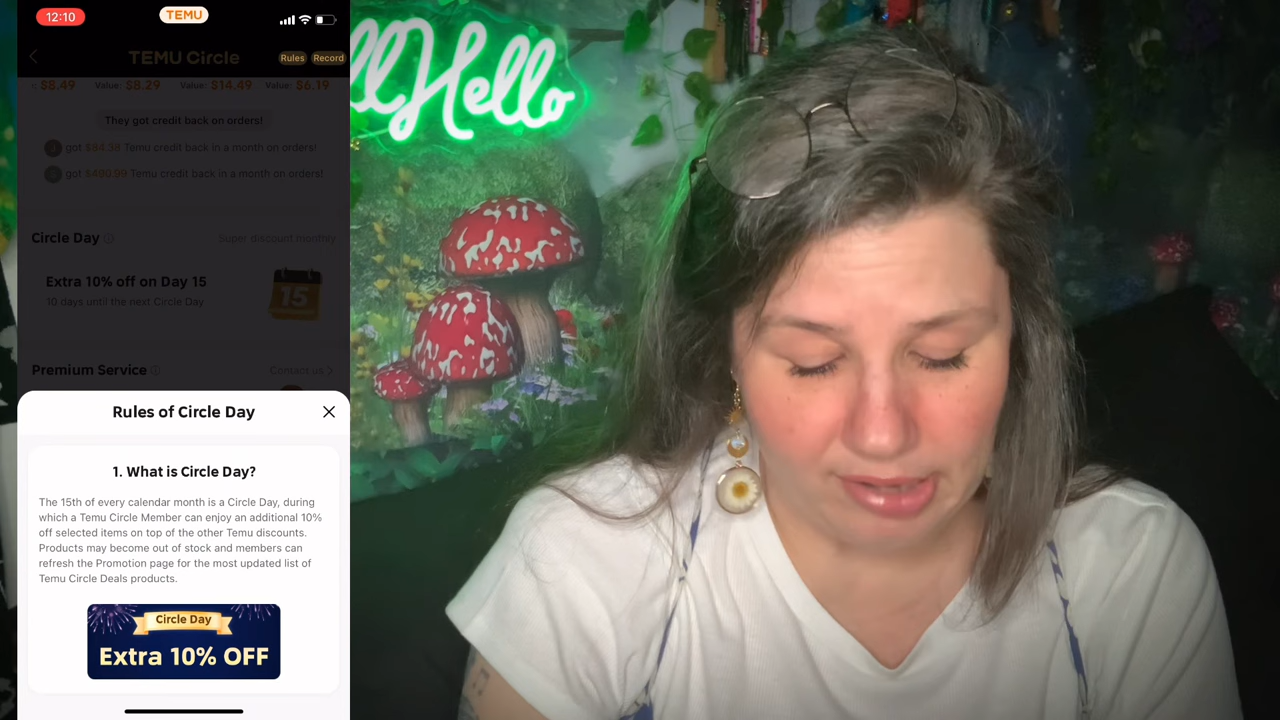 12:10
TEMU
TEMU Circle
Rules
Record
$8.49 Value: $8.29 Value: $14.49 Value: $6.19
They got credit back on orders!
got $34.38 Temu credit back in a month on orders!
got $490.99 Temu credit back in a month on orders!
Circle Day
Super discount monthly
Extra 10% off on Day 15
10 days until the next Circle Day
15
Premium Service
Contact us >
Rules of Circle Day
1. What is Circle Day?
The 15th of every calendar month is a Circle Day, during
which a Temu Circle Member can enjoy an additional 10%
off selected items on top of the other Temu discounts.
Products may become out of stock and members can
refresh the Promotion page for the most updated list of
Temu Circle Deals products.
Circle Day
Extra 10% OFF
Hello